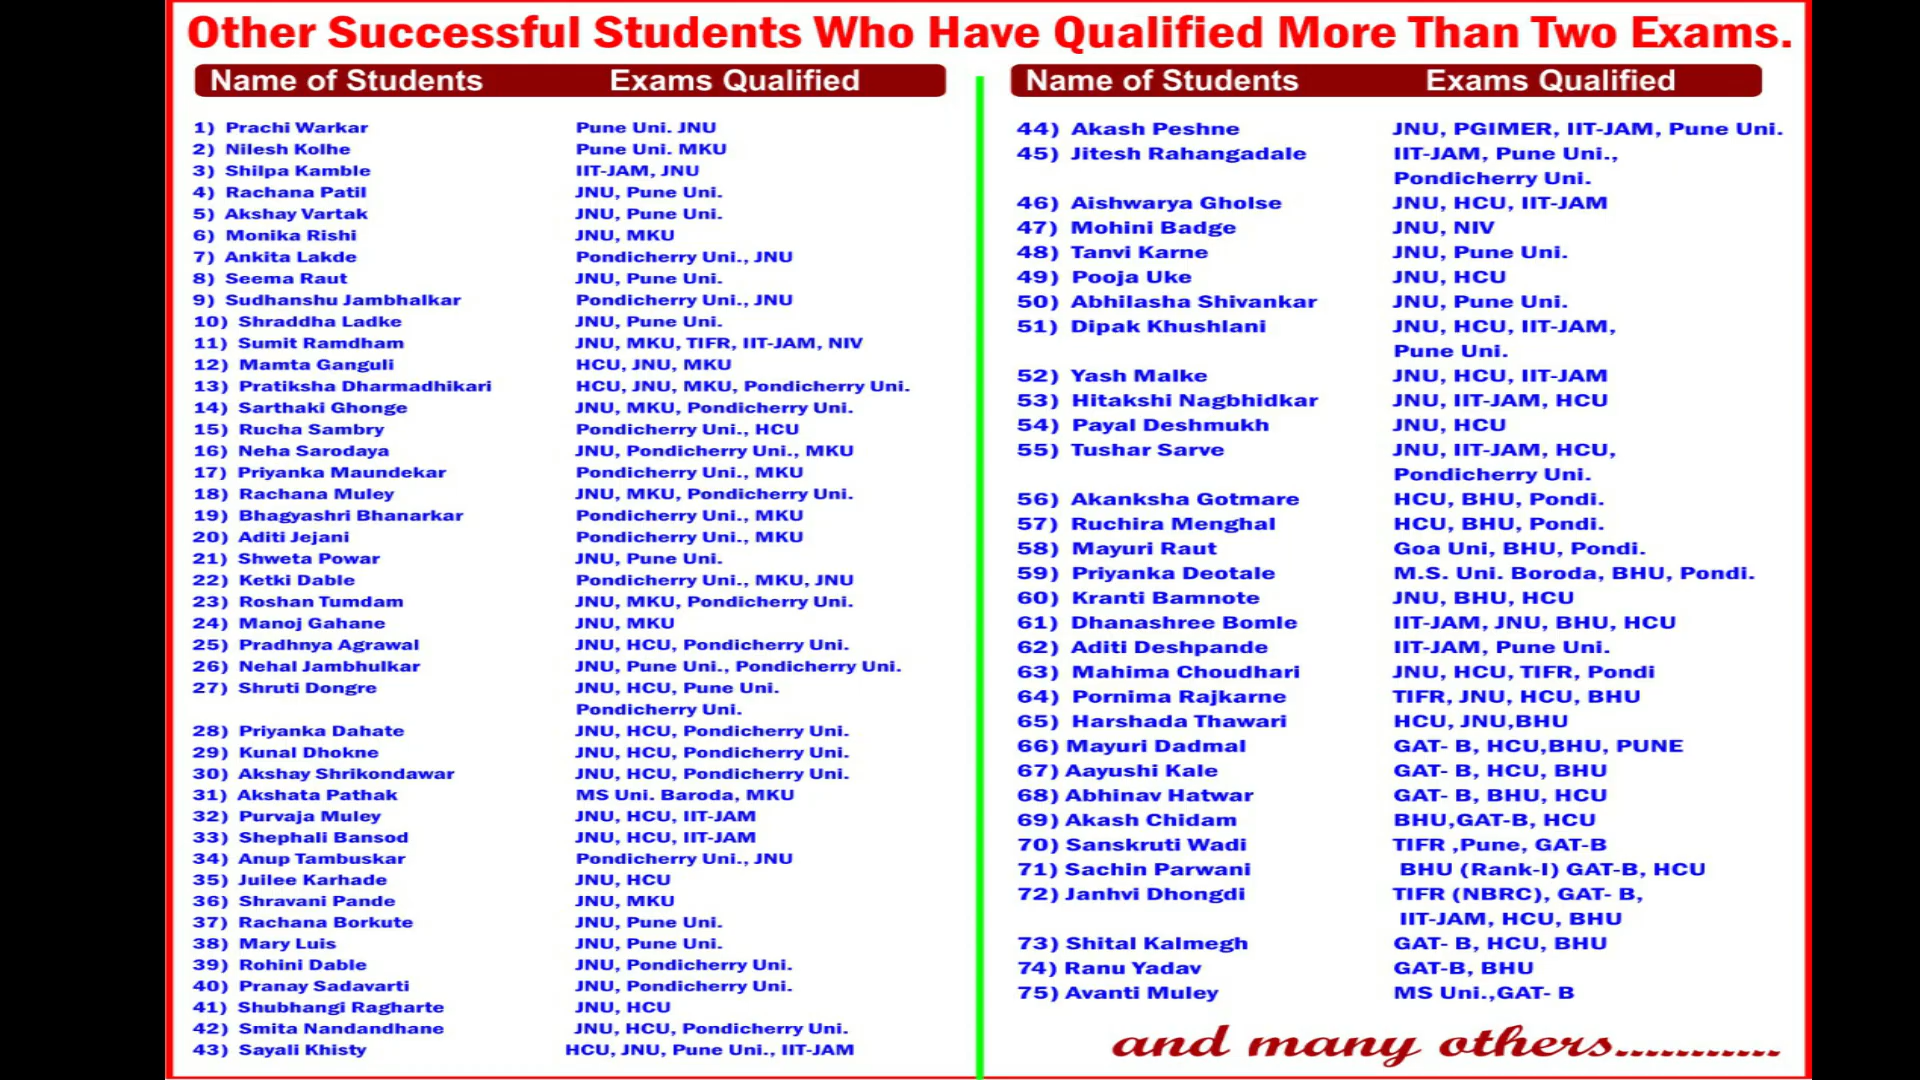 Other Successful Students Who Have Qualified More Than Two Exams.
Name of Students Exams Qualified
1) Prachi Warkar Pune Uni. JNU
2) Nilesh Kolhe Pune Uni. MKU
3) Shilpa Kamble IIT-JAM, JNU
4) Rachana Patil JNU, Pune Uni.
5) Akshay Vartak JNU, Pune Uni.
6) Monika Rishi JNU, MKU
7) Ankita Lakde Pondicherry Uni., JNU
8) Seema Raut JNU, Pune Uni.
9) Sudhanshu Jambhalkar Pondicherry Uni., JNU
10) Shraddha Ladke JNU, Pune Uni.
11) Sumit Ramdham JNU, MKU, TIFR, IIT-JAM, NIV
12) Mamta Ganguli HCU, JNU, MKU
13) Pratiksha Dharmadhikari HCU, JNU, MKU, Pondicherry Uni.
14) Sarthaki Ghonge JNU, MKU, Pondicherry Uni.
15) Rucha Sambry Pondicherry Uni., HCU
16) Neha Sarodaya JNU, Pondicherry Uni., MKU
17) Priyanka Maundekar Pondicherry Uni., MKU
18) Rachana Muley JNU, MKU, Pondicherry Uni.
19) Bhagyashri Bhanarkar Pondicherry Uni., MKU
20) Aditi Jejani Pondicherry Uni., MKU
21) Shweta Powar JNU, Pune Uni.
22) Ketki Dable Pondicherry Uni., MKU, JNU
23) Roshan Tumdam JNU, MKU, Pondicherry Uni.
24) Manoj Gahane JNU, MKU
25) Pradhnya Agrawal JNU, HCU, Pondicherry Uni.
26) Nehal Jambhulkar JNU, Pune Uni., Pondicherry Uni.
27) Shruti Dongre JNU, HCU, Pune Uni.
Pondicherry Uni.
28) Priyanka Dahate JNU, HCU, Pondicherry Uni.
29) Kunal Dhokne JNU, HCU, Pondicherry Uni.
30) Akshay Shrikondawar JNU, HCU, Pondicherry Uni.
31) Akshata Pathak MS Uni. Baroda, MKU
32) Purvaja Muley JNU, HCU, IIT-JAM
33) Shephali Bansod JNU, HCU, IIT-JAM
34) Anup Tambuskar Pondicherry Uni., JNU
35) Juilee Karhade JNU, HCU
36) Shravani Pande JNU, MKU
37) Rachana Borkute JNU, Pune Uni.
38) Mary Luis JNU, Pune Uni.
39) Rohini Dable JNU, Pondicherry Uni.
40) Pranay Sadavarti JNU, Pondicherry Uni.
41) Shubhangi Ragharte JNU, HCU
42) Smita Nandandhane JNU, HCU, Pondicherry Uni.
43) Sayali Khisty HCU, JNU, Pune Uni., IIT-JAM
Name of Students Exams Qualified
44) Akash Peshne JNU, PGIMER, IIT-JAM, Pune Uni.
45) Jitesh Rahangadale IIT-JAM, Pune Uni.,
Pondicherry Uni.
46) Aishwarya Gholse JNU, HCU, IIT-JAM
47) Mohini Badge JNU, NIV
48) Tanvi Karne JNU, Pune Uni.
49) Pooja Uke JNU, HCU
50) Abhilasha Shivankar JNU, Pune Uni.
51) Dipak Khushlani JNU, HCU, IIT-JAM,
Pune Uni.
52) Yash Malke JNU, HCU, IIT-JAM
53) Hitakshi Nagbhidkar JNU, IIT-JAM, HCU
54) Payal Deshmukh JNU, HCU
55) Tushar Sarve JNU, IIT-JAM, HCU,
Pondicherry Uni.
56) Akanksha Gotmare HCU, BHU, Pondi.
57) Ruchira Menghal HCU, BHU, Pondi.
58) Mayuri Raut Goa Uni, BHU, Pondi.
59) Priyanka Deotale M.S. Uni. Boroda, BHU, Pondi.
60) Kranti Bamnote JNU, BHU, HCU
61) Dhanashree Bomle IIT-JAM, JNU, BHU, HCU
62) Aditi Deshpande IIT-JAM, Pune Uni.
63) Mahima Choudhari JNU, HCU, TIFR, Pondi
64) Pornima Rajkarne TIFR, JNU, HCU, BHU
65) Harshada Thawari HCU, JNU,BHU
66) Mayuri Dadmal GAT- B, HCU,BHU, PUNE
67) Aayushi Kale GAT- B, HCU, BHU
68) Abhinav Hatwar GAT- B, BHU, HCU
69) Akash Chidam BHU,GAT-B, HCU
70) Sanskruti Wadi TIFR ,Pune, GAT-B
71) Sachin Parwani BHU (Rank-I) GAT-B, HCU
72) Janhvi Dhongdi TIFR (NBRC), GAT- B,
IIT-JAM, HCU, BHU
73) Shital Kalmegh GAT- B, HCU, BHU
74) Ranu Yadav GAT-B, BHU
75) Avanti Muley MS Uni.,GAT- B
and many others...........